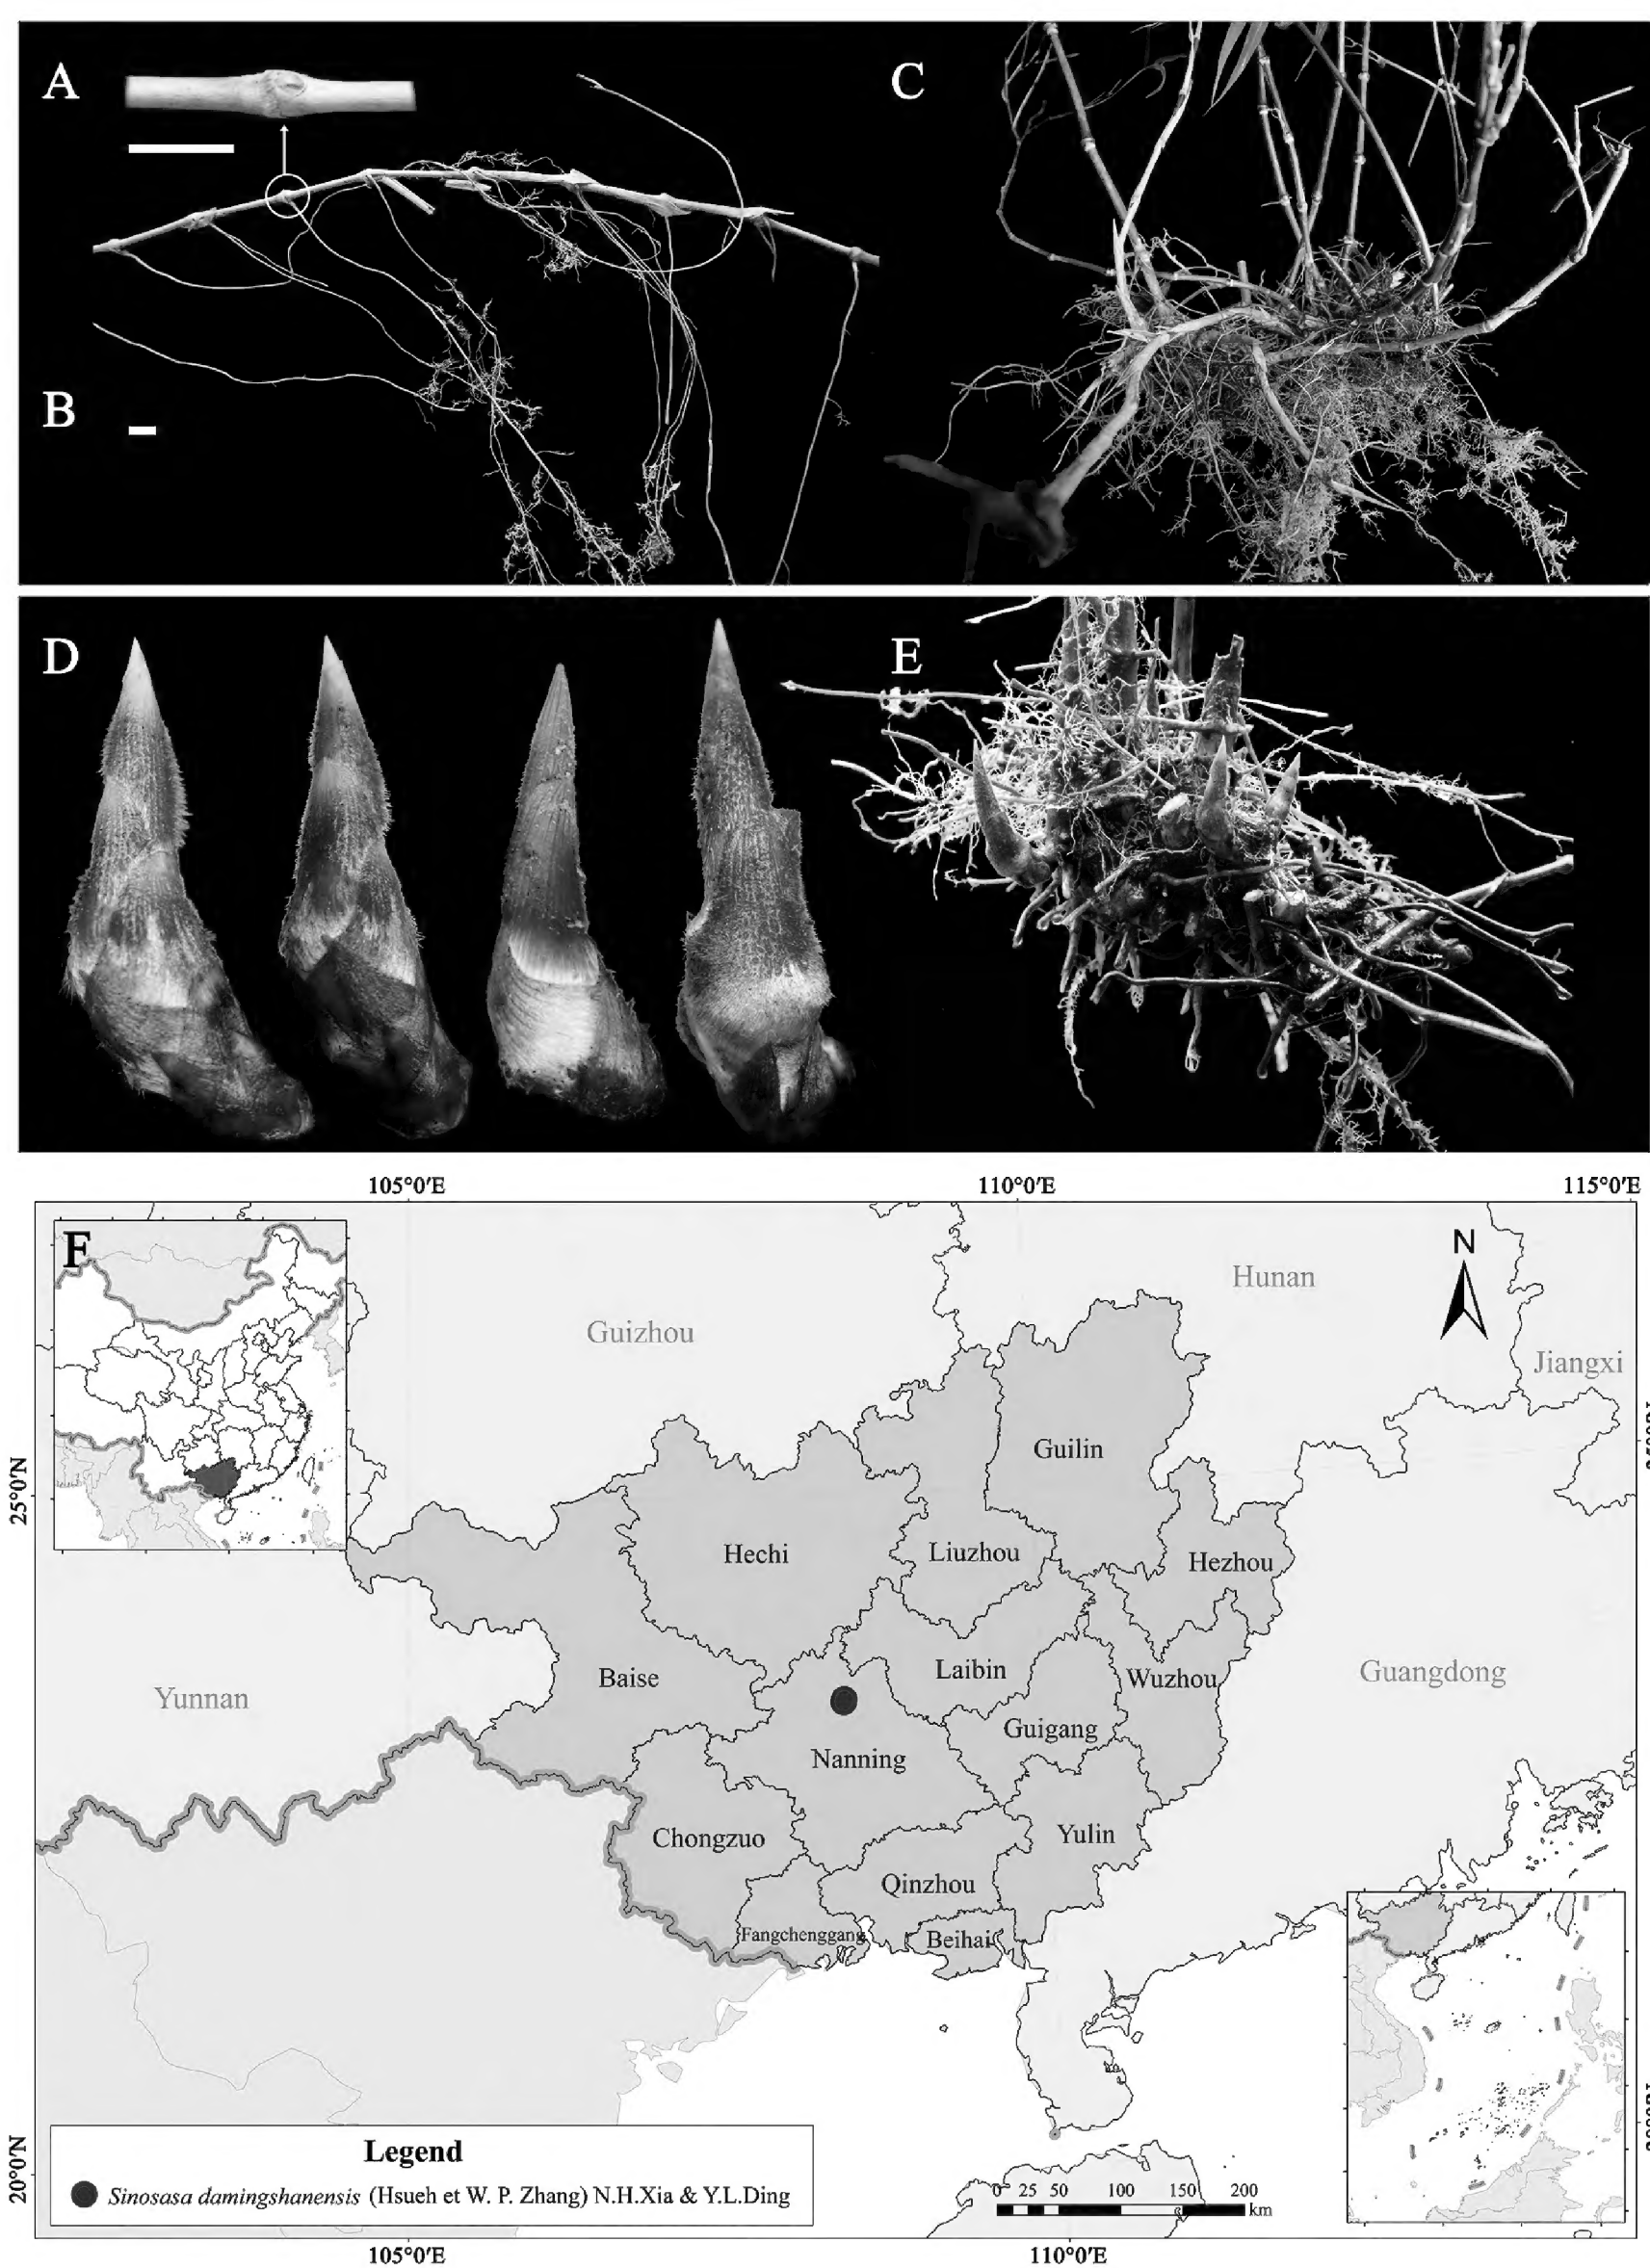 A
C
B
D
E
105°0'E
110°0'E
115°0'E
F
N
Hunan
Guizhou
Jiangxi
Guilin
25°0'N
Hechi
Liuzhou
Hezhou
Baise
Laibin
Wuzhou
Yunnan
Guangdong
Guigang
Nanning
Chongzuo
Yulin
Qinzhou
Fangchenggang
Beihai
20°0'N
Legend
Sinosasa damingshanensis (Hsueh et W. P. Zhang) N.H.Xia & Y.L.Ding
0 25 50 100 150 200
km
105°0'E
110°0'E